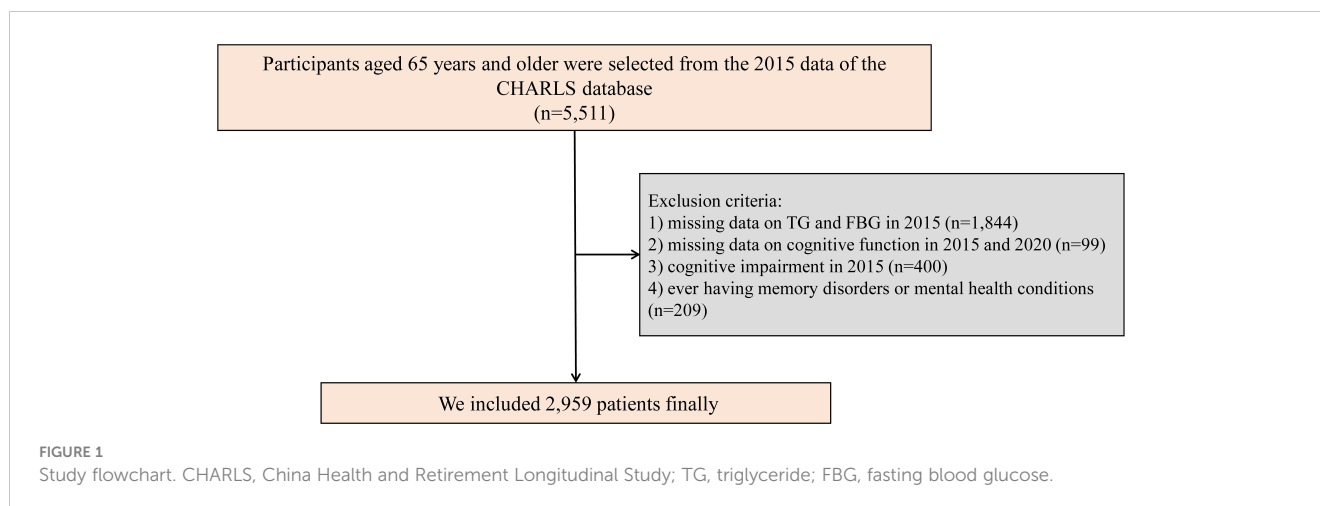 Participants aged 65 years and older were selected from the 2015 data of the
CHARLS database
(n=5,511)
Exclusion criteria:
1) missing data on TG and FBG in 2015 (n=1,844)
2) missing data on cognitive function in 2015 and 2020 (n=99)
3) cognitive impairment in 2015 (n=400)
4) ever having memory disorders or mental health conditions
(n=209)
We included 2,959 patients finally
FIGURE 1
Study flowchart. CHARLS, China Health and Retirement Longitudinal Study; TG, triglyceride; FBG, fasting blood glucose.